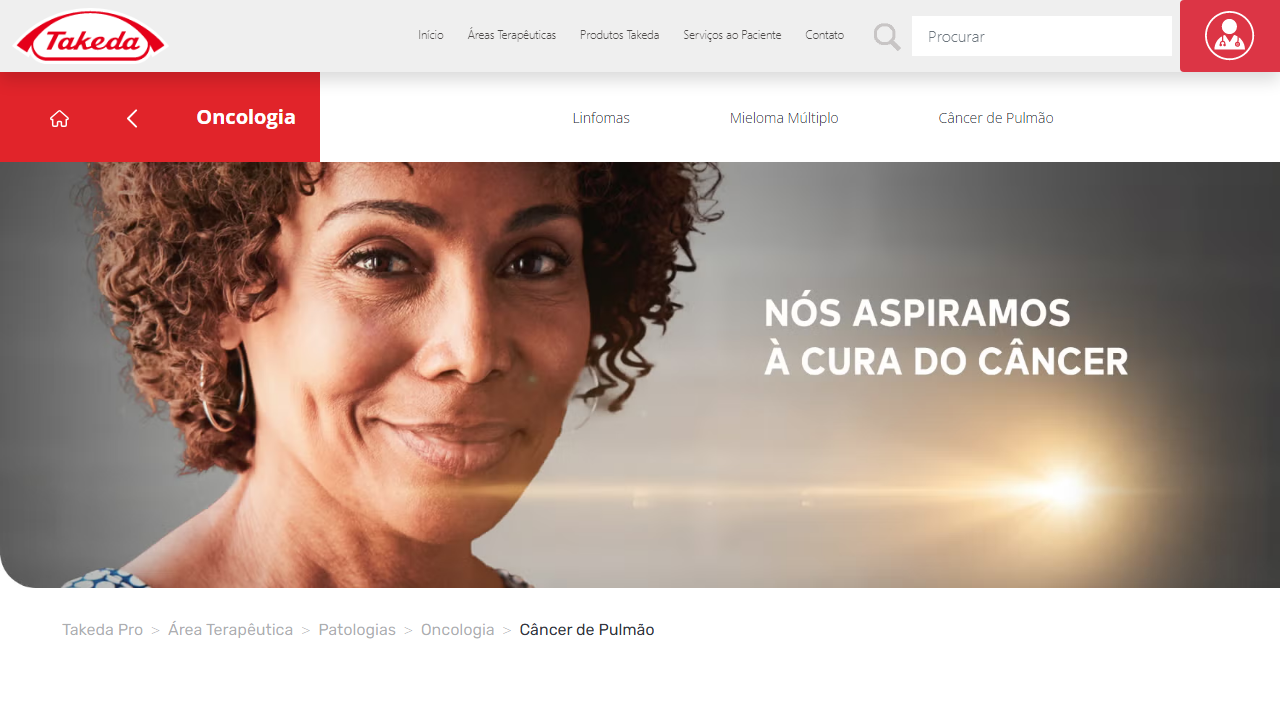 Takeda
Início Áreas Terapêuticas Produtos Takeda Serviços ao Paciente Contato Procurar
Oncologia Linfomas Mieloma Múltiplo Câncer de Pulmão
NÓS ASPIRAMOS
À CURA DO CÂNCER
Takeda Pro > Área Terapêutica > Patologias > Oncologia > Câncer de Pulmão